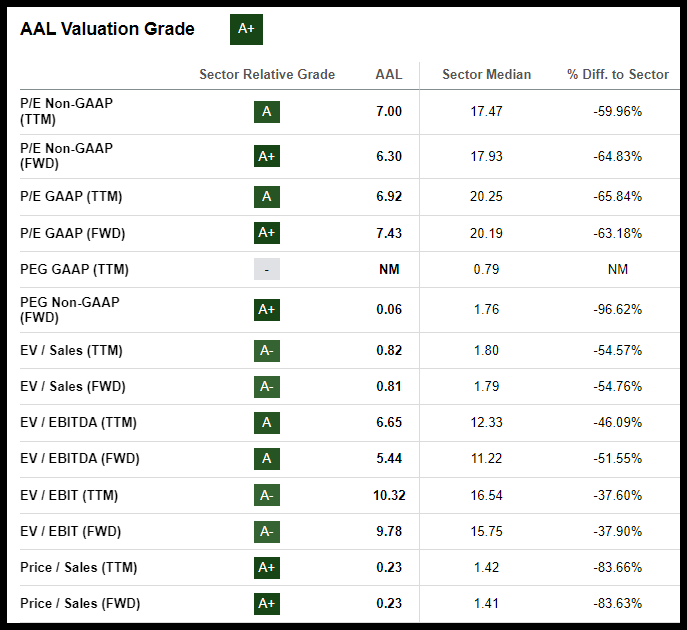 AAL Valuation Grade A+
Sector Relative Grade AAL Sector Median % Diff. to Sector
P/E Non-GAAP
(TTM) A 7.00 17.47 -59.96%
P/E Non-GAAP
(FWD) A+ 6.30 17.93 -64.83%
P/E GAAP (TTM) A 6.92 20.25 -65.84%
P/E GAAP (FWD) A+ 7.43 20.19 -63.18%
PEG GAAP (TTM) - NM 0.79 NM
PEG Non-GAAP
(FWD) A+ 0.06 1.76 -96.62%
EV / Sales (TTM) A- 0.82 1.80 -54.57%
EV / Sales (FWD) A- 0.81 1.79 -54.76%
EV / EBITDA (TTM) A 6.65 12.33 -46.09%
EV / EBITDA (FWD) A 5.44 11.22 -51.55%
EV / EBIT (TTM) A- 10.32 16.54 -37.60%
EV / EBIT (FWD) A- 9.78 15.75 -37.90%
Price / Sales (TTM) A+ 0.23 1.42 -83.66%
Price / Sales (FWD) A+ 0.23 1.41 -83.63%